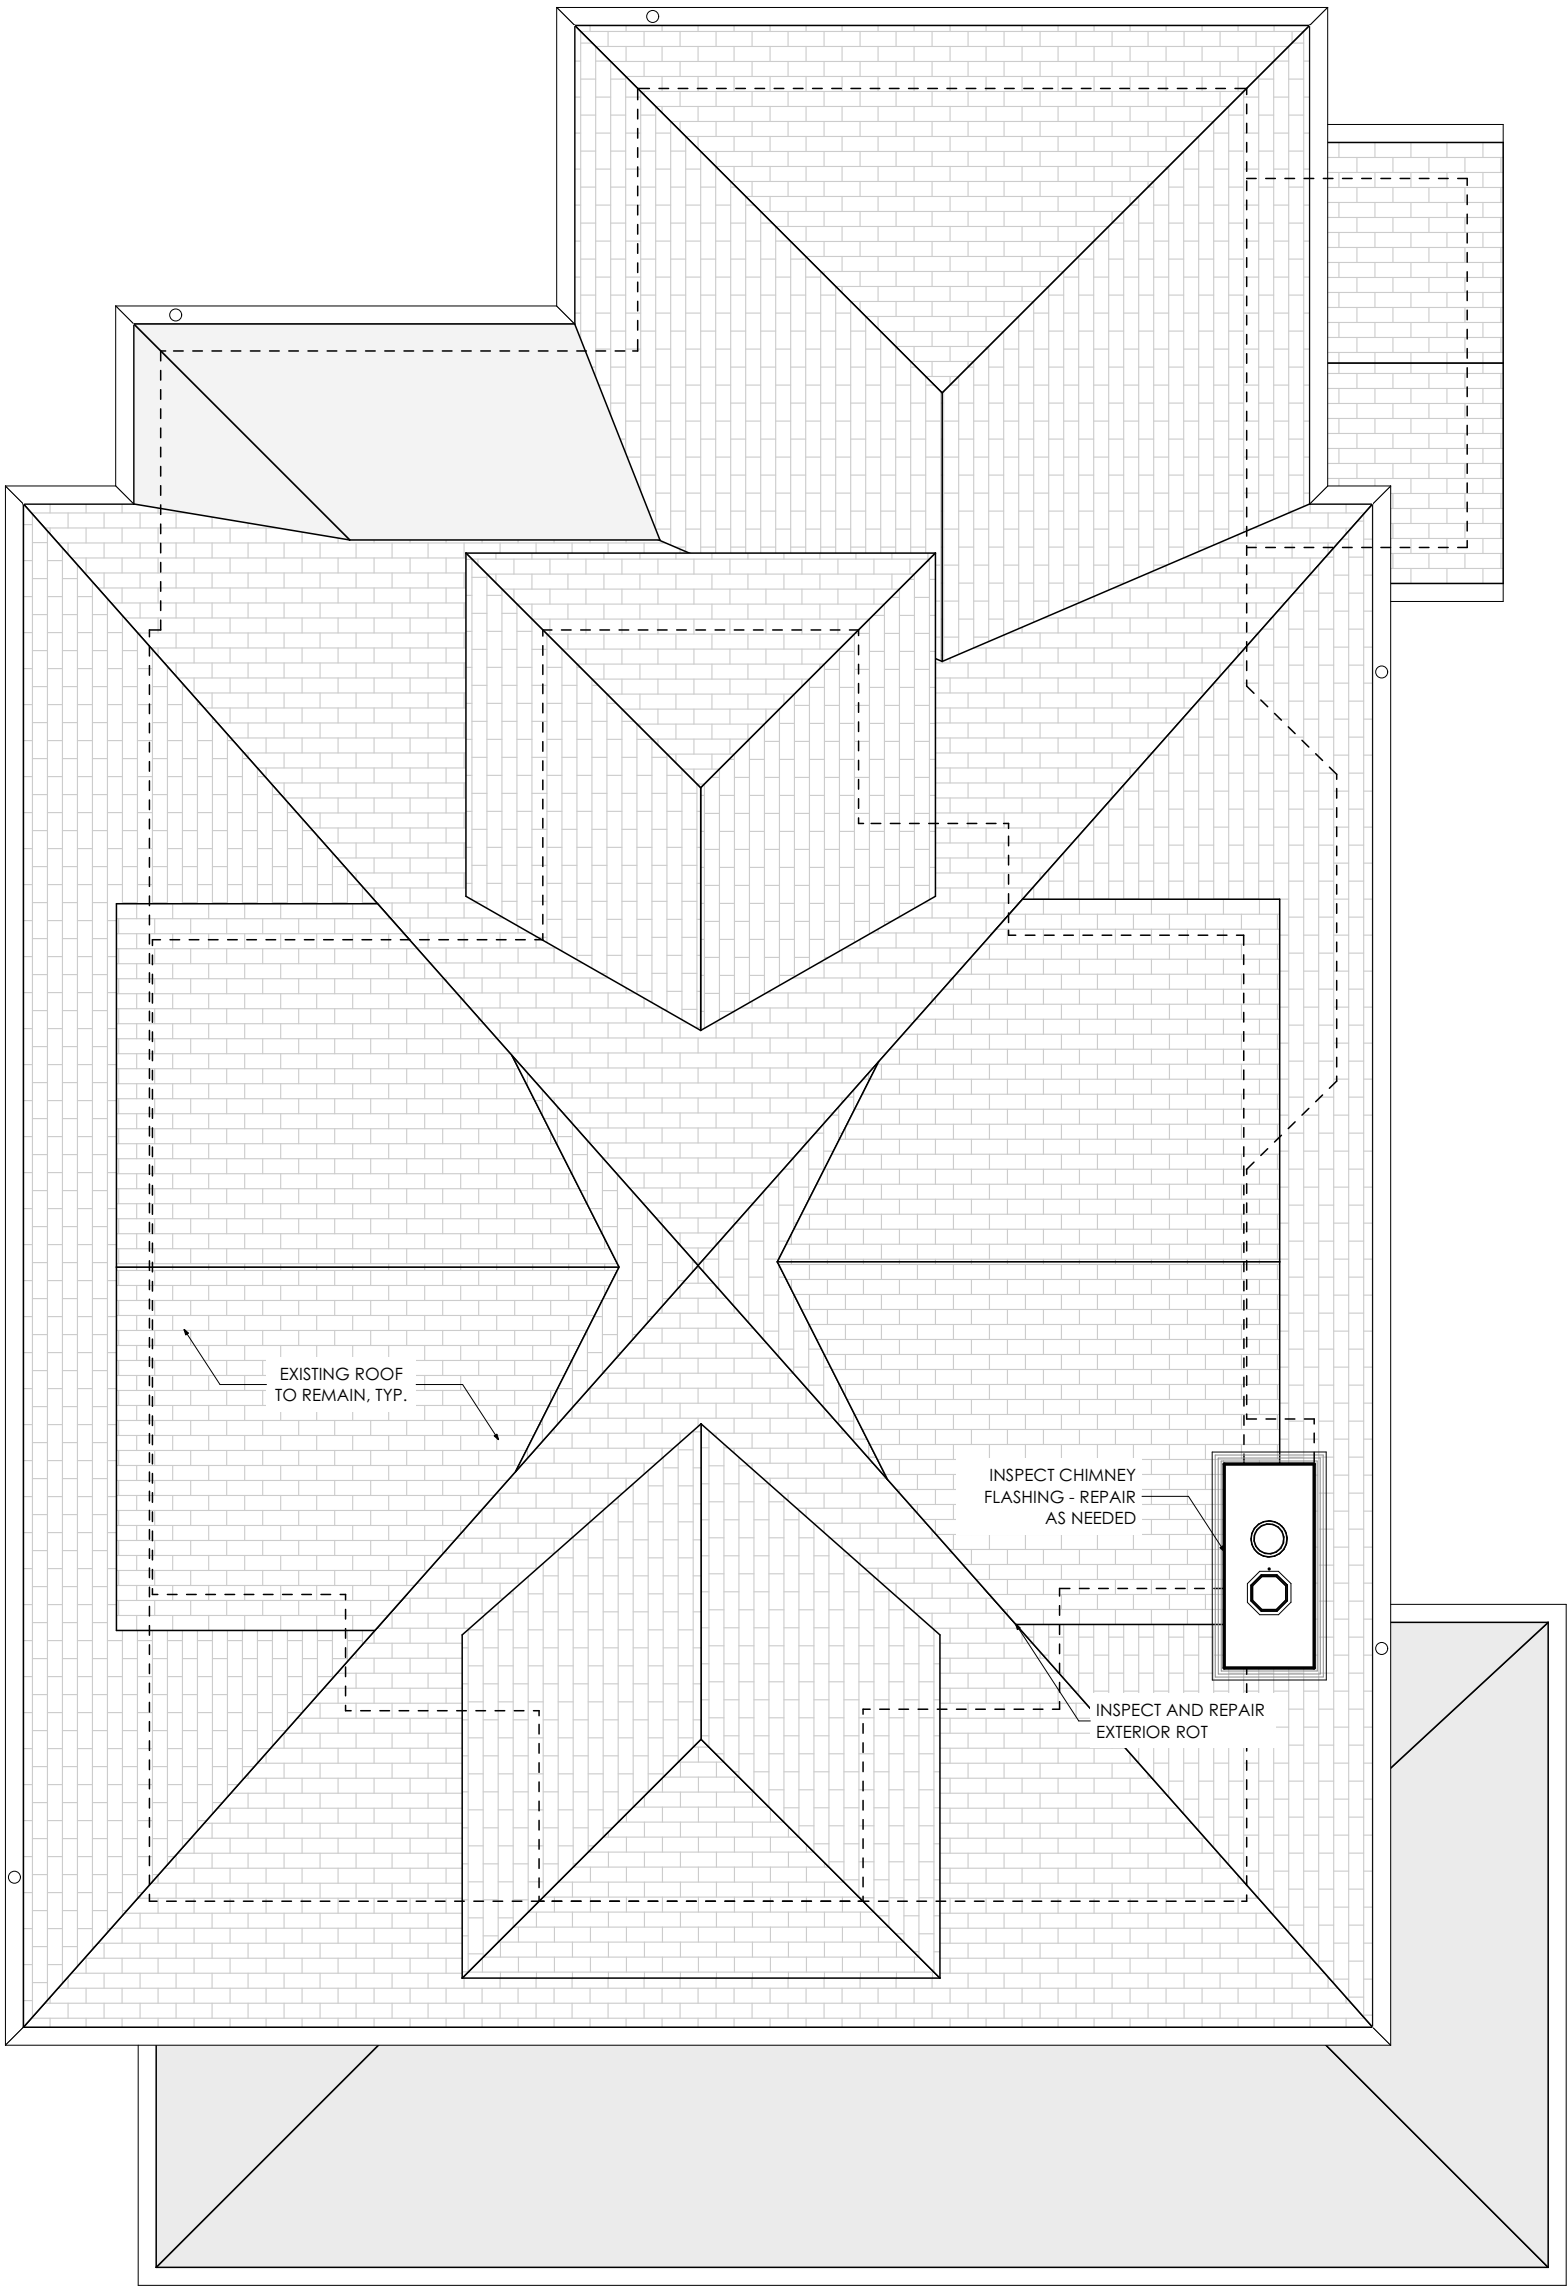 EXISTING ROOF
TO REMAIN, TYP.
INSPECT CHIMNEY
FLASHING - REPAIR
AS NEEDED
INSPECT AND REPAIR
EXTERIOR ROT